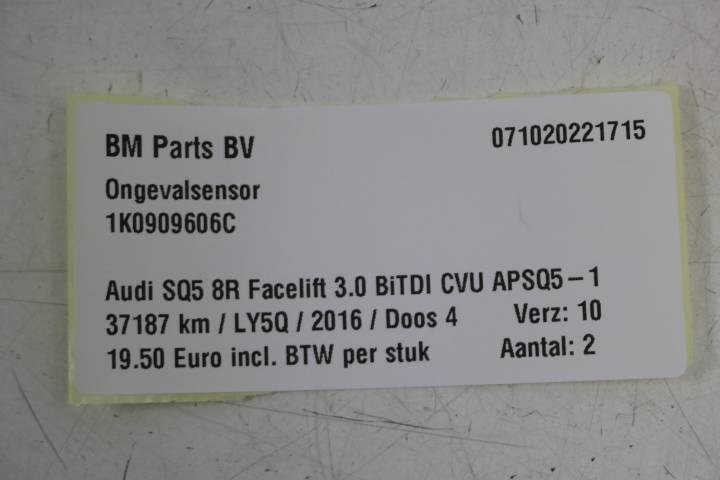 BM Parts BV 071020221715
Ongevalsensor
1K0909606C
Audi SQ5 8R Facelift 3.0 BiTDI CVU APSQ5-1
37187 km / LY5Q / 2016 / Doos 4 Verz: 10
19.50 Euro incl. BTW per stuk Aantal: 2